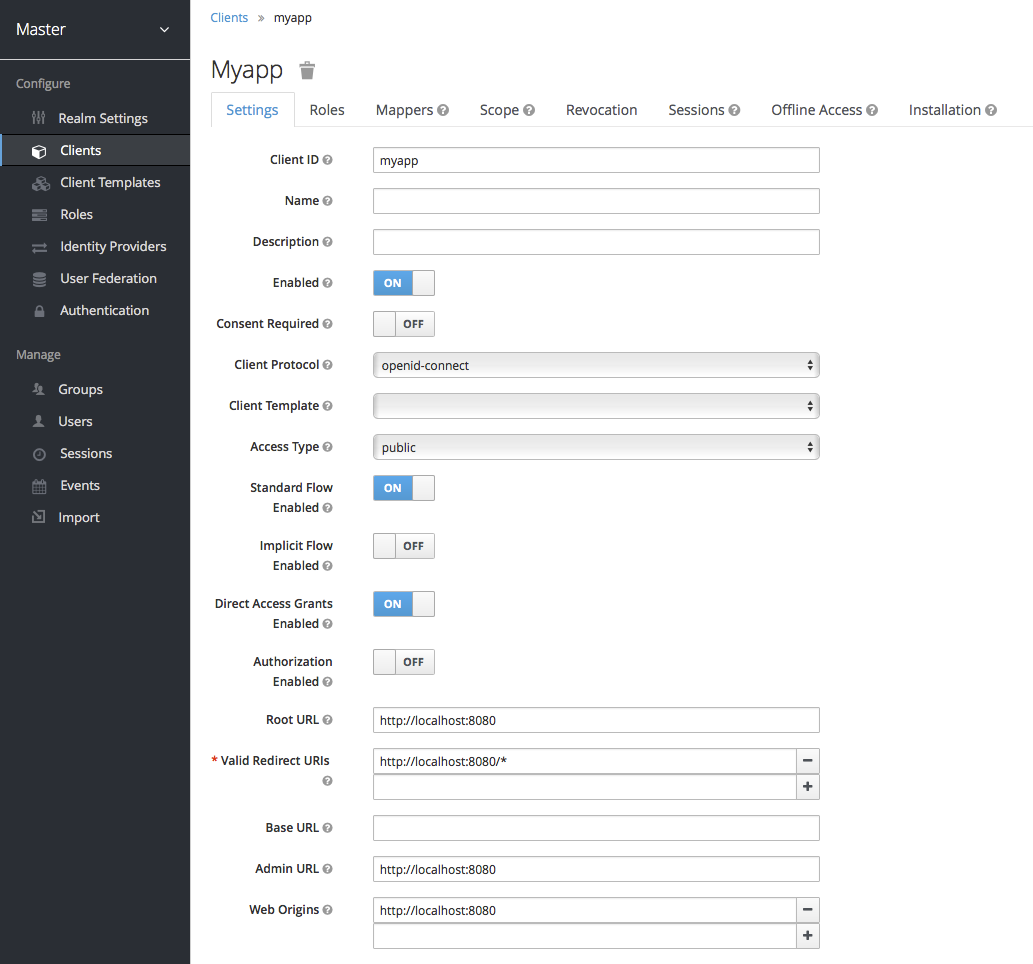 Master
Configure
Realm Settings
Clients
Client Templates
Roles
Identity Providers
User Federation
Authentication
Manage
Groups
Users
Sessions
Events
Import
Clients » myapp
Myapp
Settings Roles Mappers Scope Revocation Sessions Offline Access Installation
Client ID myapp
Name
Description
Enabled ON
Consent Required OFF
Client Protocol openid-connect
Client Template
Access Type public
Standard Flow
Enabled ON
Implicit Flow
Enabled OFF
Direct Access Grants
Enabled ON
Authorization
Enabled OFF
Root URL http://localhost:8080
* Valid Redirect URIs http://localhost:8080/*
Base URL
Admin URL http://localhost:8080
Web Origins http://localhost:8080